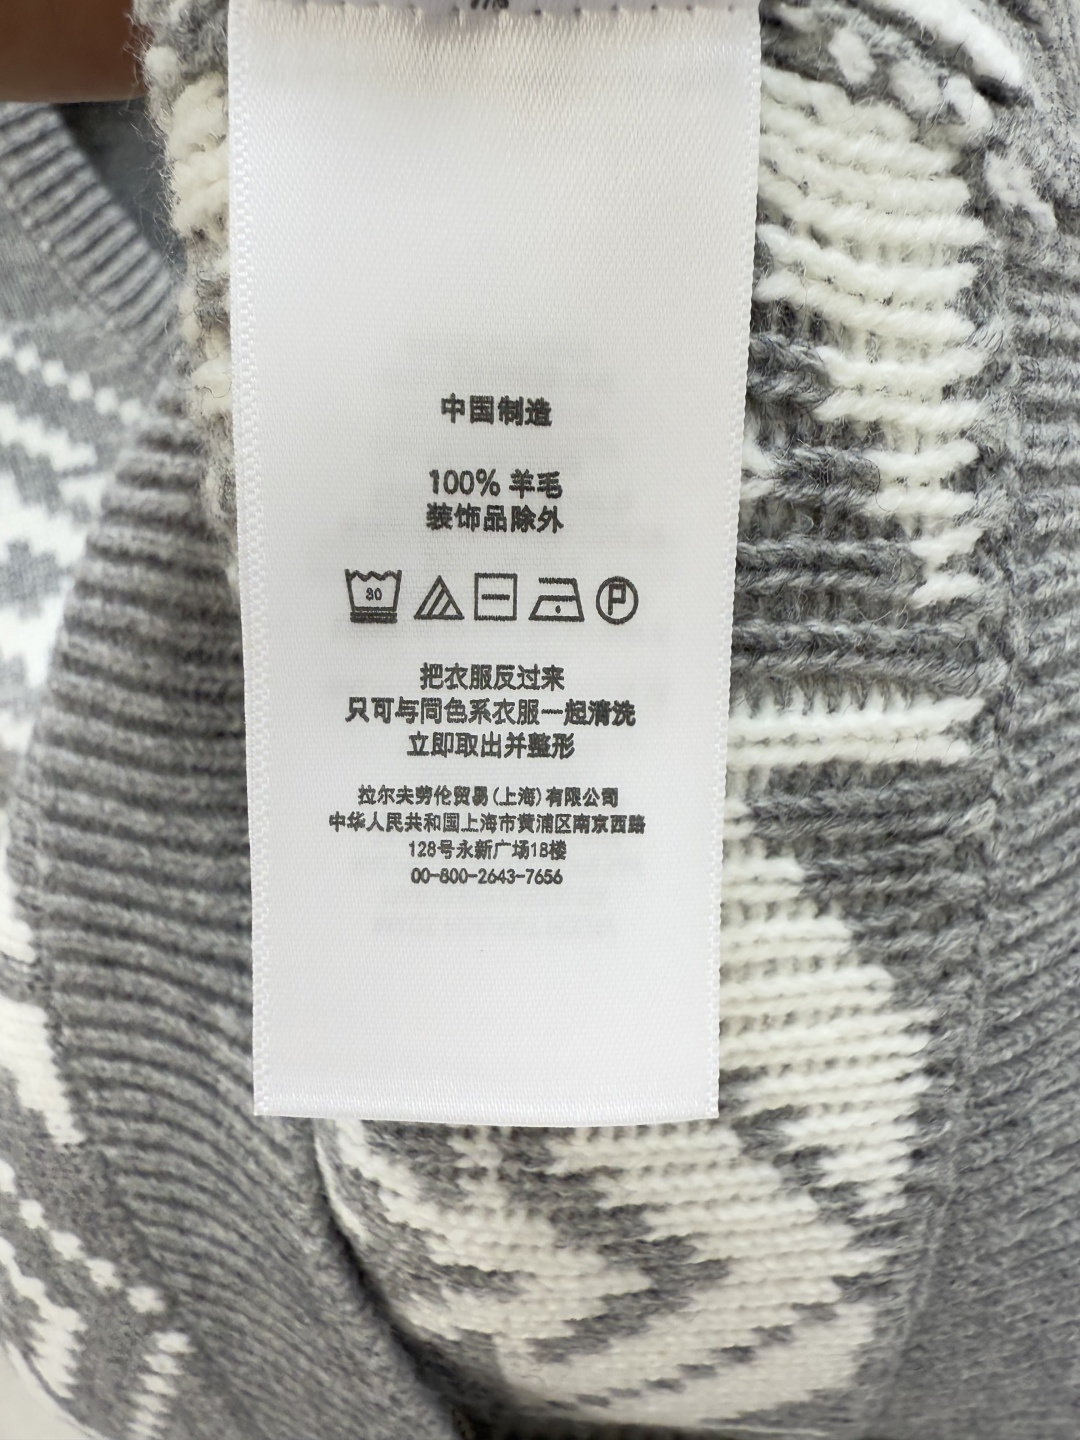 中国制造
100% 羊毛
装饰品除外
30
P
把衣服反过来
只可与同色系衣服一起清洗
立即取出并整形
拉尔夫劳伦贸易(上海)有限公司
中华人民共和国上海市黄浦区南京西路
128号永新广场18楼
00-800-2643-7656